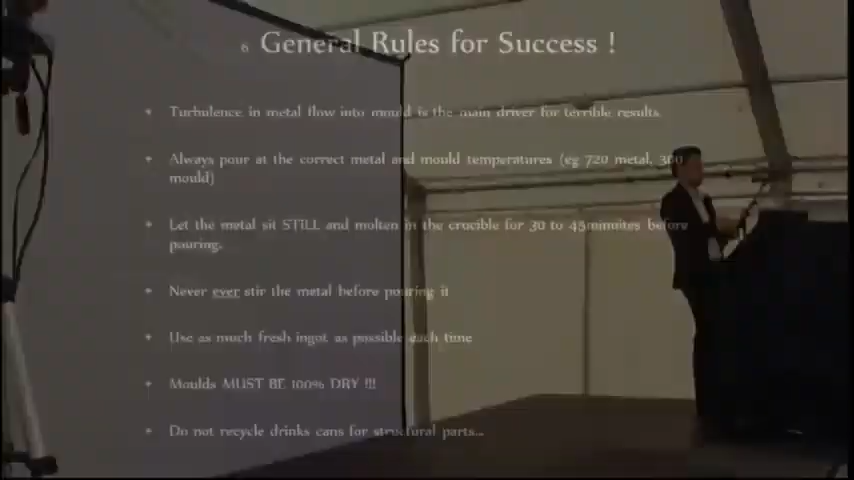 6 General Rules for Success !
• Turbulence in metal flow into mould is the main driver for terrible results.
• Always pour at the correct metal and mould temperatures (eg 720 metal, 300
mould)
• Let the metal sit STILL and molten in the crucible for 30 to 45minutes before
pouring.
• Never ever stir the metal before pouring it
• Use as much fresh ingot as possible each time
• Moulds MUST BE 100% DRY !!!
• Do not recycle drinks cans for structural parts...